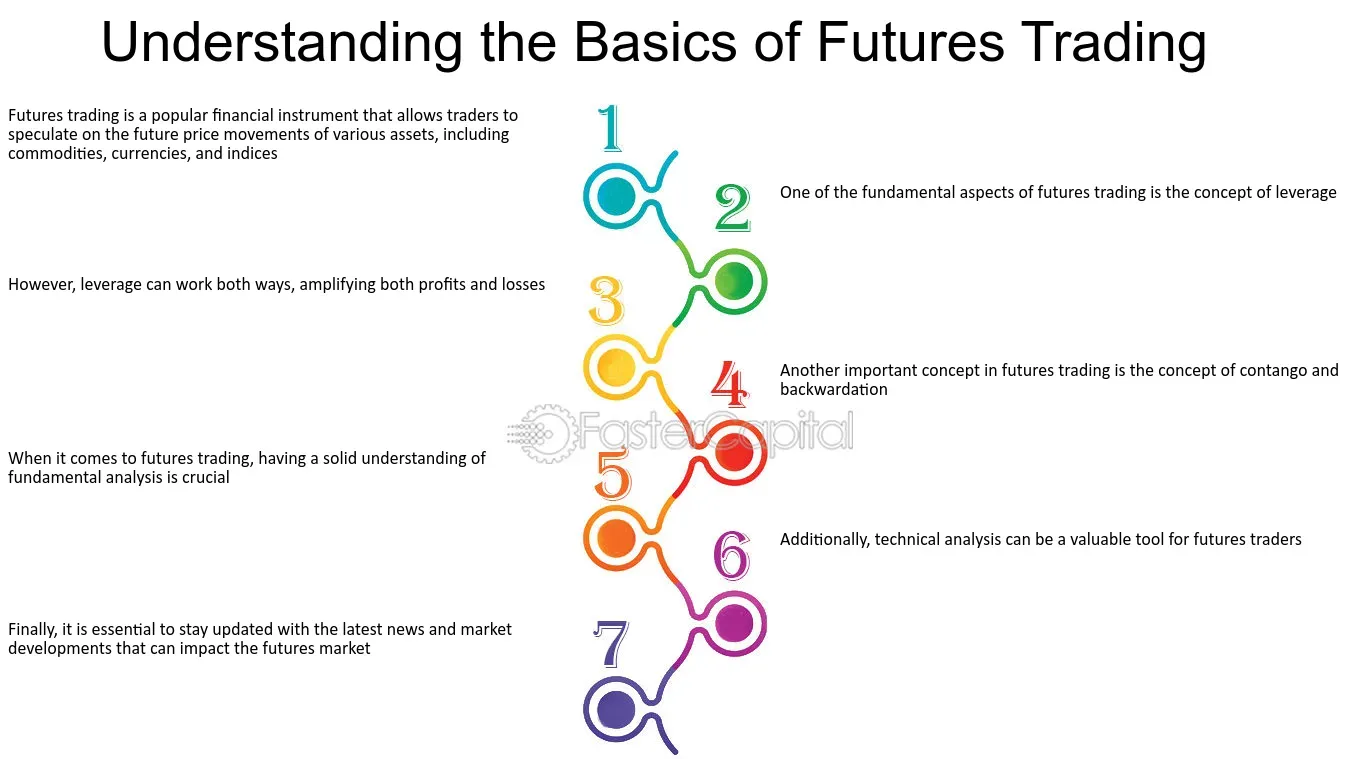 Understanding the Basics of Futures Trading
1
Futures trading is a popular financial instrument that allows traders to
speculate on the future price movements of various assets, including
commodities, currencies, and indices
2
One of the fundamental aspects of futures trading is the concept of leverage
3
However, leverage can work both ways, amplifying both profits and losses
4
Another important concept in futures trading is the concept of contango and
backwardation
FasterCapital
5
When it comes to futures trading, having a solid understanding of
fundamental analysis is crucial
6
Additionally, technical analysis can be a valuable tool for futures traders
7
Finally, it is essential to stay updated with the latest news and market
developments that can impact the futures market